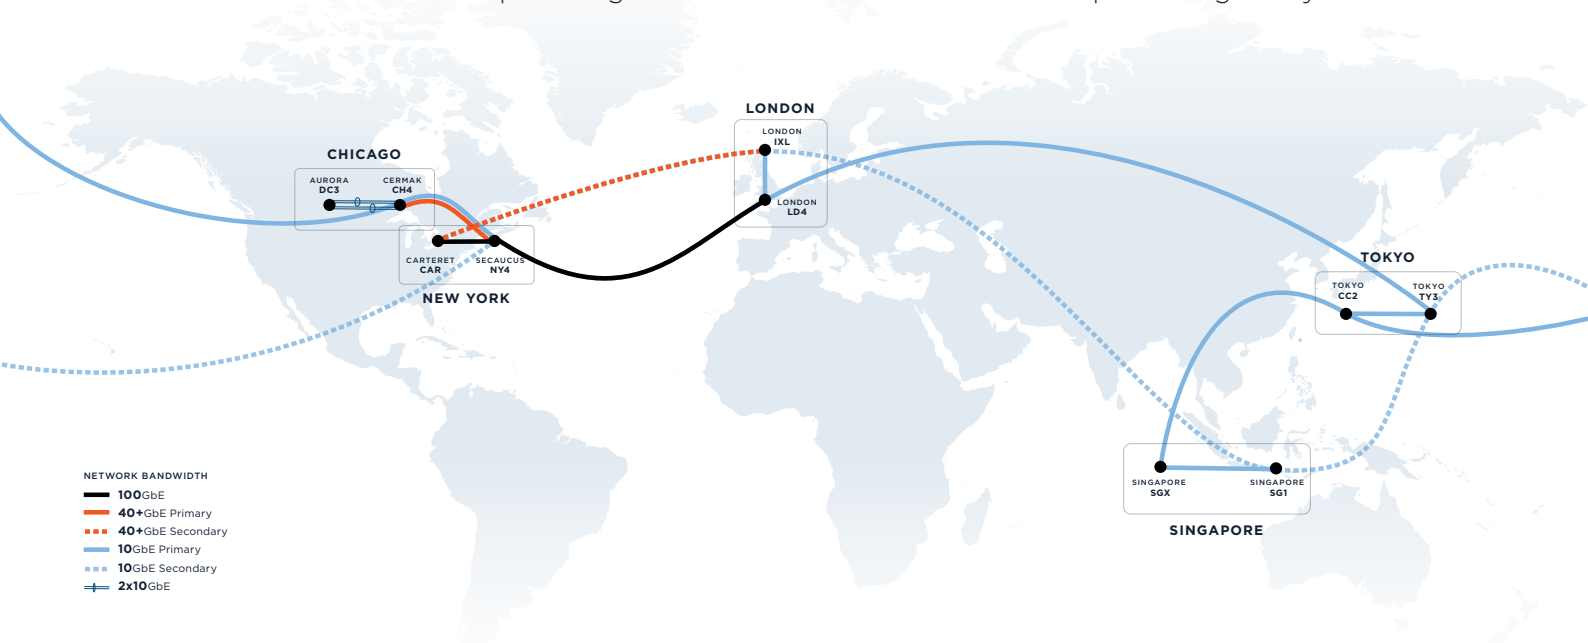 LONDON
LONDON
IXL
LONDON
LD4
CHICAGO
AURORA
DC3
CERMAK
CH4
CARTERET
CAR
SECAUCUS
NY4
NEW YORK
TOKYO
TOKYO
CC2
TOKYO
TY3
SINGAPORE
SGX
SINGAPORE
SG1
SINGAPORE
NETWORK BANDWIDTH
100GbE
40+GbE Primary
40+GbE Secondary
10GbE Primary
10GbE Secondary
2x10GbE